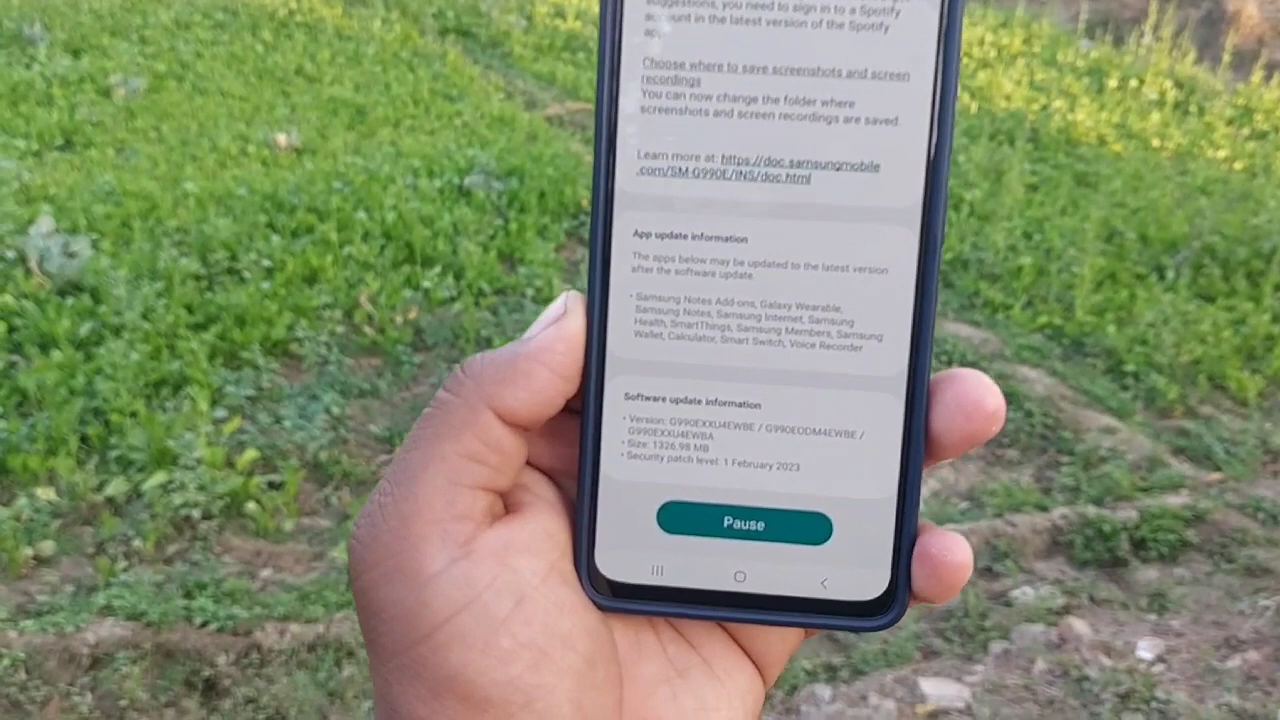 suggestions, you need to sign in to a Spotify
account in the latest version of the Spotify
app.
Choose where to save screenshots and screen
recordings
You can now change the folder where
screenshots and screen recordings are saved.
Learn more at: https://doc.samsungmobile
.com/SM-G990E/INS/doc.html
App update information
The apps below may be updated to the latest version
after the software update.
• Samsung Notes Add-ons, Galaxy Wearable,
Samsung Notes, Samsung Internet, Samsung
Health, SmartThings, Samsung Members, Samsung
Wallet, Calculator, Smart Switch, Voice Recorder
Software update information
• Version: G990EXXU4EWBE / G990EODM4EWBE /
G990EXXU4EWBA
• Size: 1326.98 MB
• Security patch level: 1 February 2023
Pause